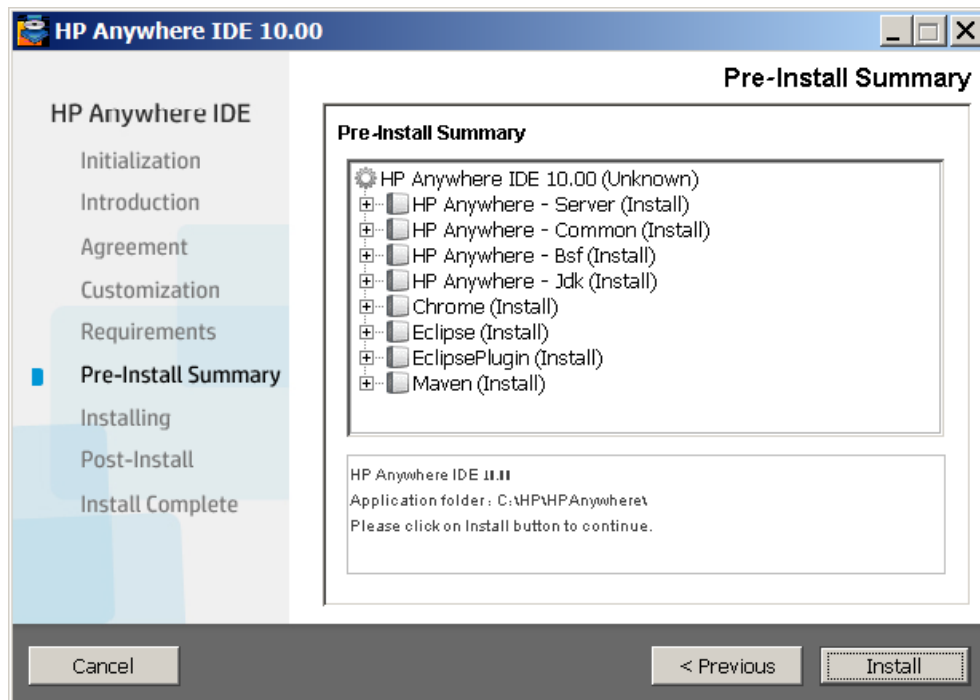 HP Anywhere IDE 10.00
Pre-Install Summary
HP Anywhere IDE
Initialization
Introduction
Agreement
Customization
Requirements
Pre-Install Summary
Installing
Post-Install
Install Complete
Pre-Install Summary
HP Anywhere IDE 10.00 (Unknown)
HP Anywhere - Server (Install)
HP Anywhere - Common (Install)
HP Anywhere - Bsf (Install)
HP Anywhere - Jdk (Install)
Chrome (Install)
Eclipse (Install)
EclipsePlugin (Install)
Maven (Install)
HP Anywhere IDE
Application folder: C:\HP\HPAnywhere\
Please click on Install button to continue.
Cancel
< Previous
Install